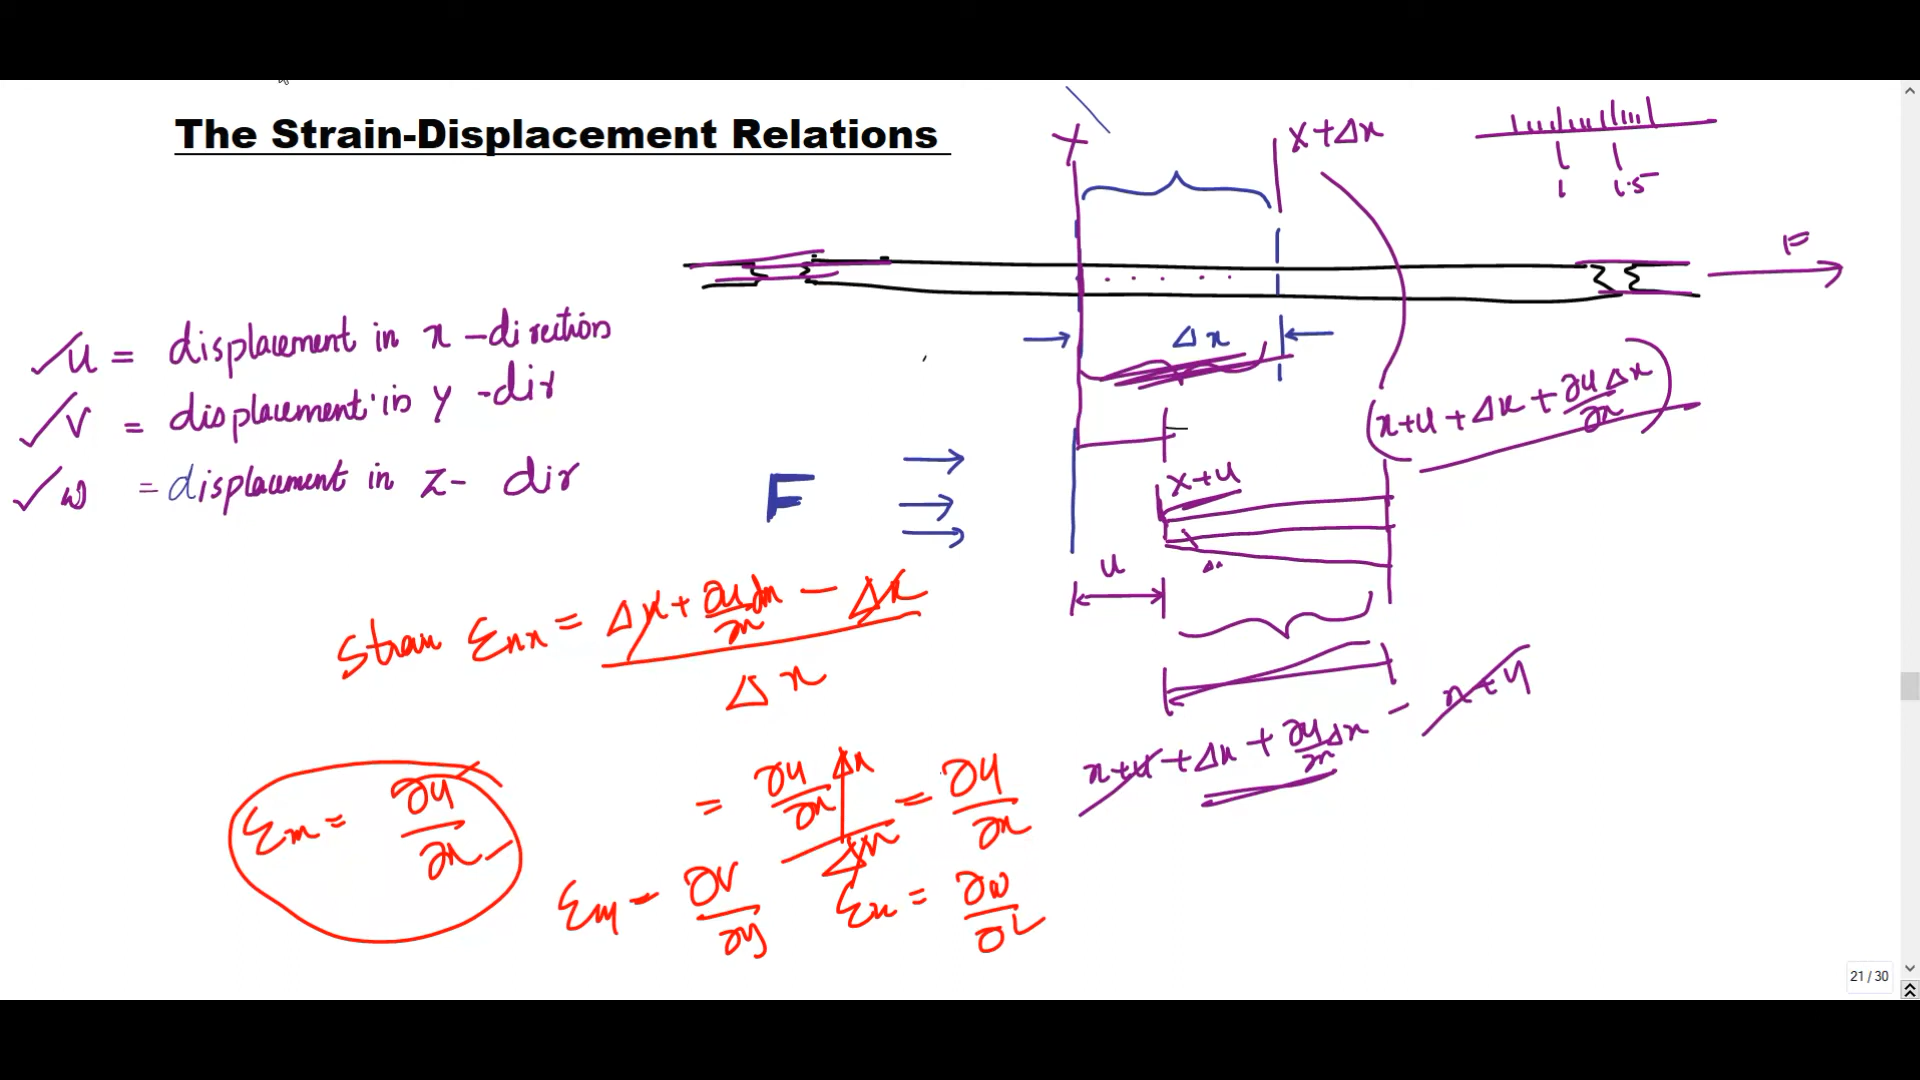 The Strain-Displacement Relations
x
x+Δx
1
1.5
F
Δx
u = displacement in x-direction
v = displacement in y-dir
w = displacement in z-dir
F
(x+u+Δx+∂u/∂x Δx)
x+u
u
Strain εxx = (Δx+∂u/∂x dx − Δx)/Δx
x+u+Δx+∂u/∂x Δx − x+u
= (∂u/∂x Δx)/Δx = ∂u/∂x
εxx = ∂u/∂x
εyy = ∂v/∂y
εzz = ∂w/∂z
21 / 30